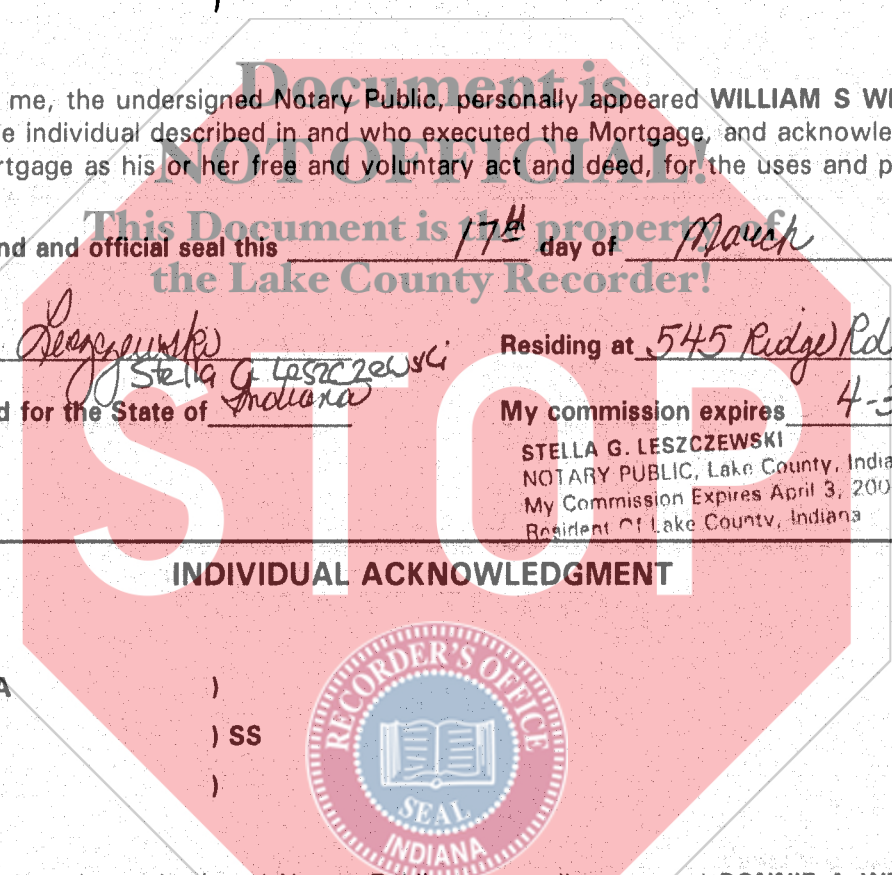 Document is
me, the undersigned Notary Public, personally appeared WILLIAM S
individual described in and who executed the Mortgage, and
NOT OFFICIAL!
as his or her free and voluntary act and deed, for the uses and
This Document is the property of
and official seal this 17th day of March
the Lake County Recorder!
Leszczewski
Residing at 545 Ridge Rd
Stella G Leszczewski
for the State of Indiana
My commission expires 4-
STELLA G. LESZCZEWSKI
NOTARY PUBLIC, Lake County,
My Commission Expires April 3,
Resident Of Lake County, Indiana
STOP
INDIVIDUAL ACKNOWLEDGMENT
)
) SS
)
RECORDER'S OFFICE
SEAL
INDIANA